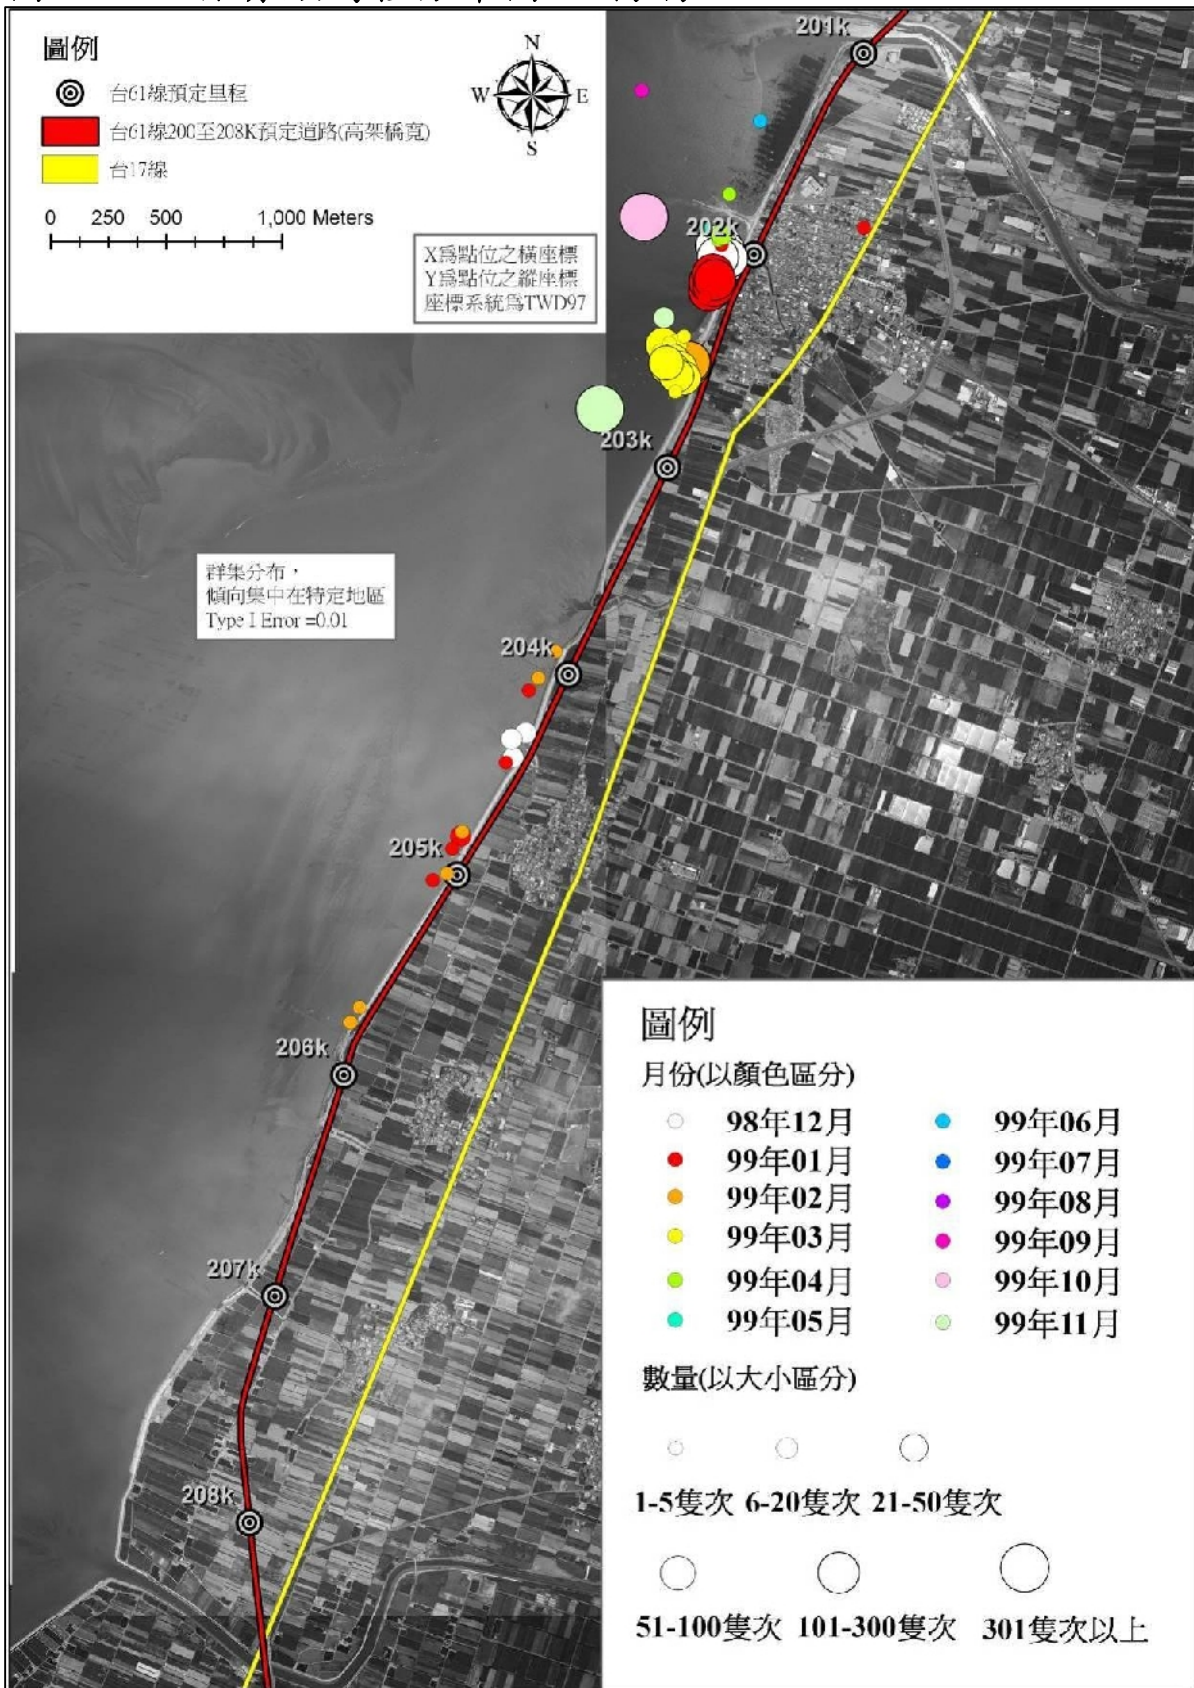 圖例
台61線預定里程
台61線200至208K預定道路(高架橋寬)
台17線
0 250 500 1,000 Meters
N
W E
S
X為點位之橫座標
Y為點位之縱座標
座標系統為TWD97
201k
202k
203k
群集分布，
傾向集中在特定地區
Type I Error =0.01
204k
205k
206k
207k
208k
圖例
月份(以顏色區分)
98年12月 99年06月
99年01月 99年07月
99年02月 99年08月
99年03月 99年09月
99年04月 99年10月
99年05月 99年11月
數量(以大小區分)
1-5隻次 6-20隻次 21-50隻次
51-100隻次 101-300隻次 301隻次以上